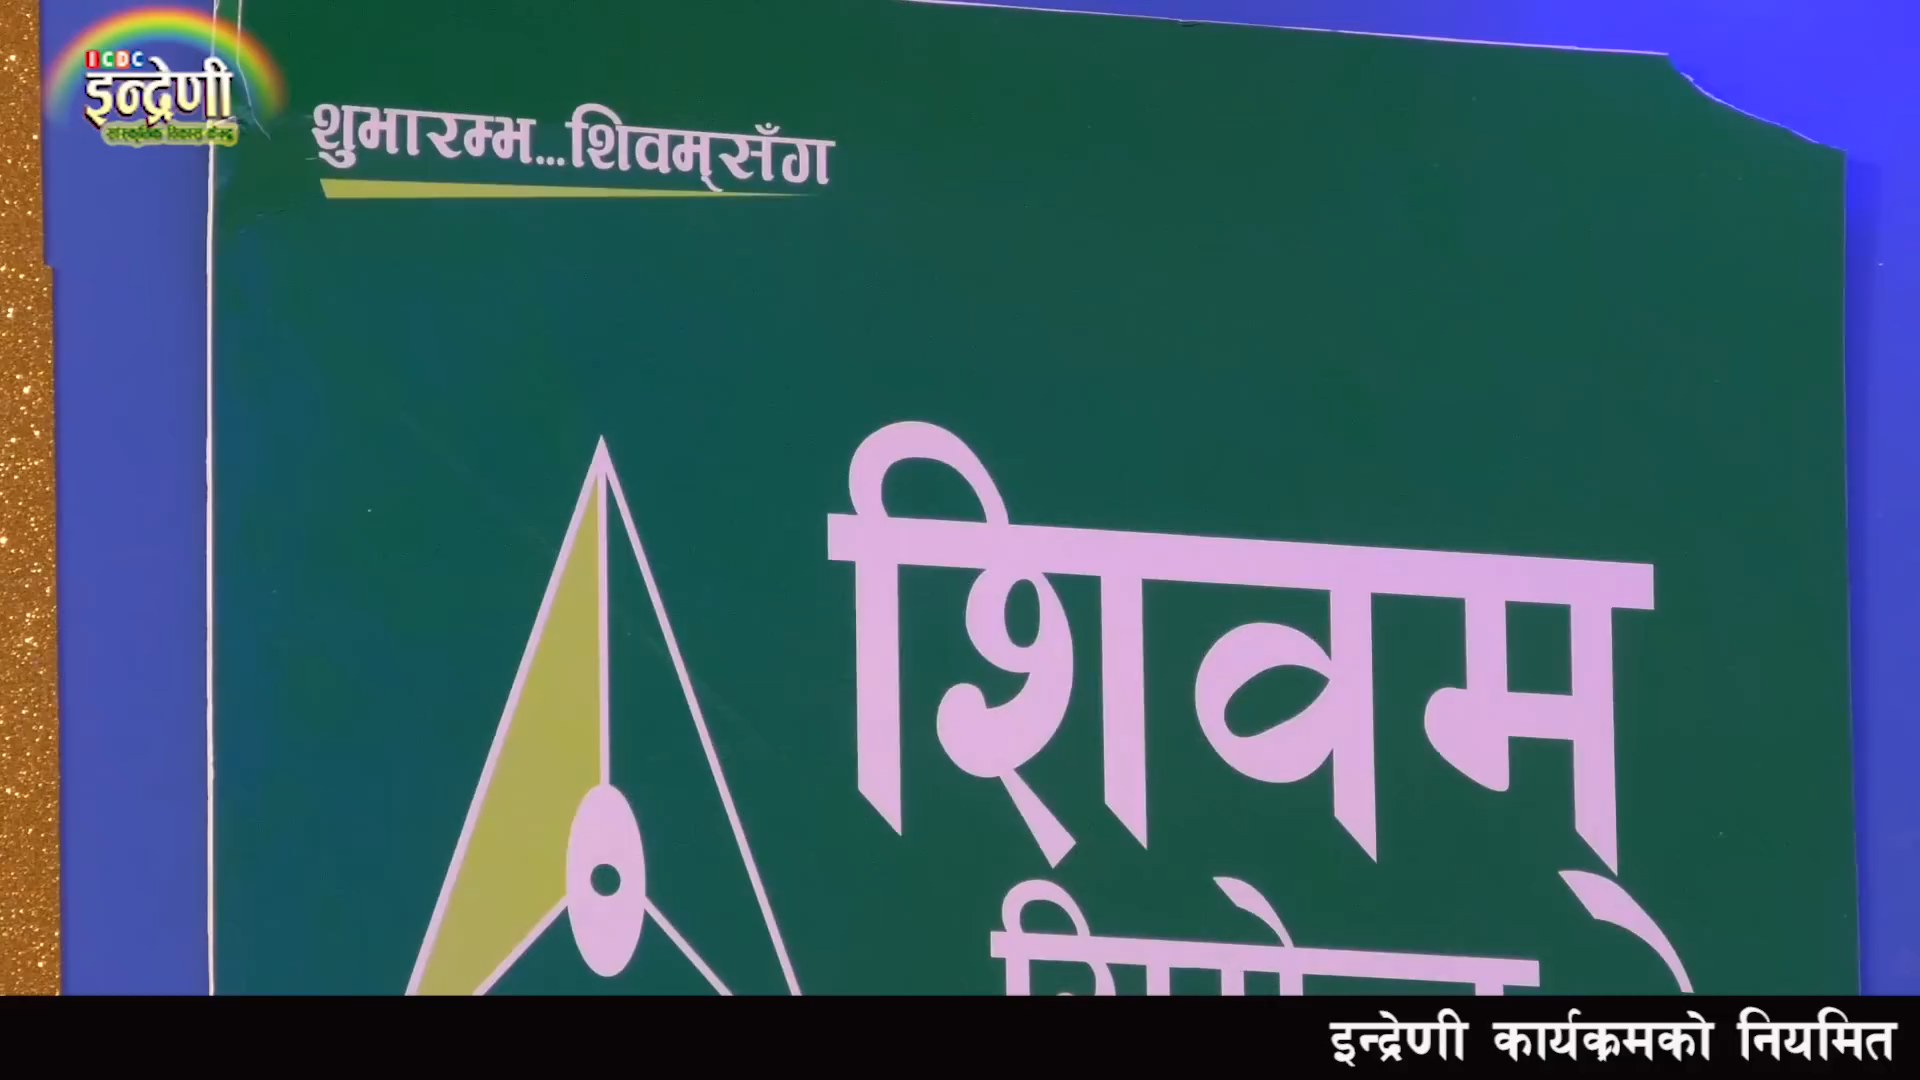 ICDC
इन्द्रेणी
सांस्कृतिक विकास केन्द्र
शुभारम्भ...शिवम्सँग
शिवम्
इन्द्रेणी कार्यक्रमको नियमित